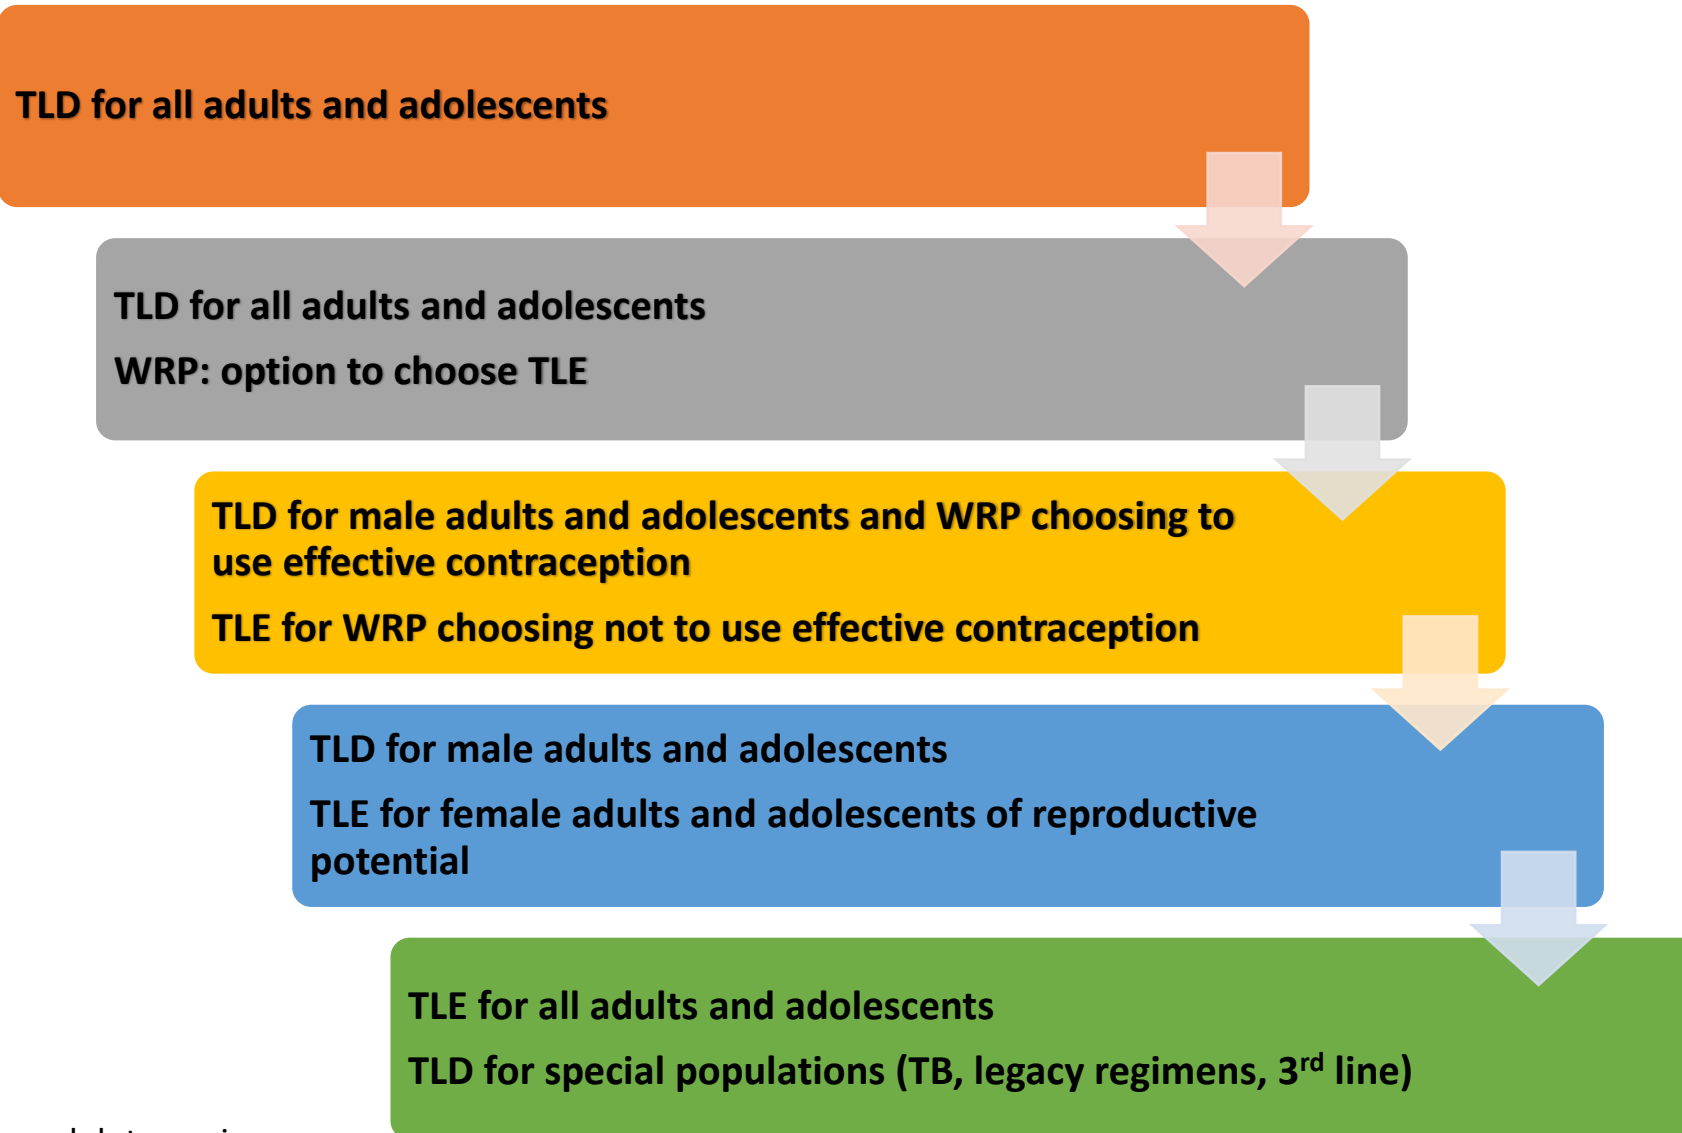 TLD for all adults and adolescents
TLD for all adults and adolescents
WRP: option to choose TLE
TLD for male adults and adolescents and WRP choosing to
use effective contraception
TLE for WRP choosing not to use effective contraception
TLD for male adults and adolescents
TLE for female adults and adolescents of reproductive
potential
TLE for all adults and adolescents
TLD for special populations (TB, legacy regimens, 3rd line)